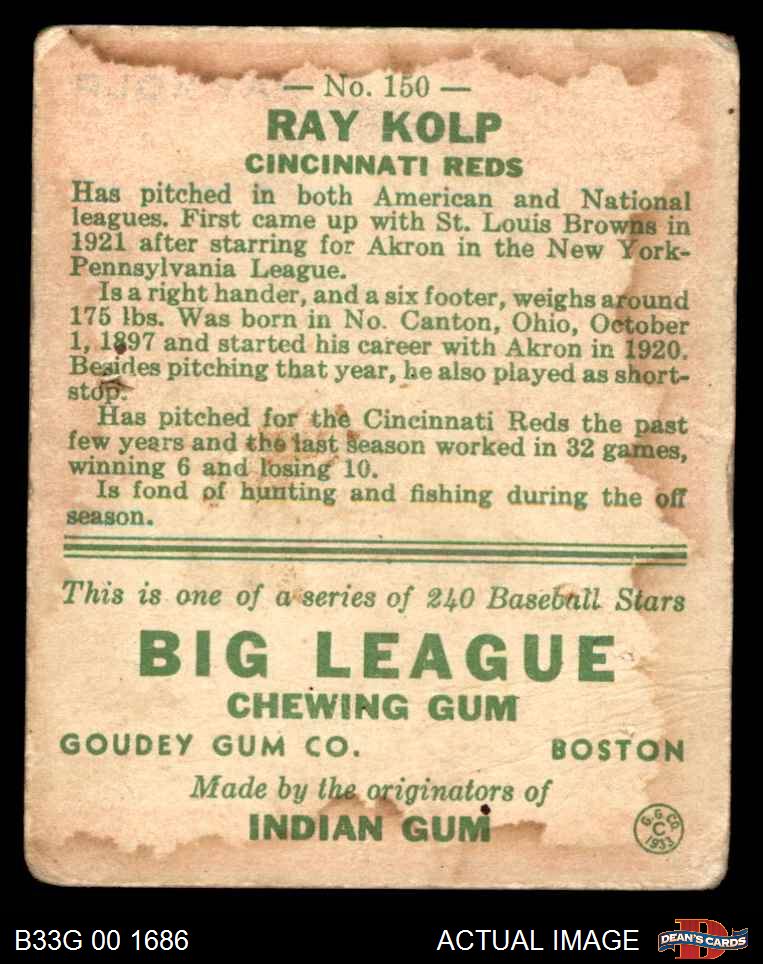 — No. 150 —
RAY KOLP
CINCINNATI REDS
Has pitched in both American and National
leagues. First came up with St. Louis Browns in
1921 after starring for Akron in the New York-
Pennsylvania League.
Is a right hander, and a six footer, weighs around
175 lbs. Was born in No. Canton, Ohio, October
1, 1897 and started his career with Akron in 1920.
Besides pitching that year, he also played as short-
stop.
Has pitched for the Cincinnati Reds the past
few years and the last season worked in 32 games,
winning 6 and losing 10.
Is fond of hunting and fishing during the off
season.
This is one of a series of 240 Baseball Stars
BIG LEAGUE
CHEWING GUM
GOUDEY GUM CO. BOSTON
Made by the originators of
INDIAN GUM
G. G. CO.
C
1933
B33G 00 1686 ACTUAL IMAGE D DEAN'S CARDS